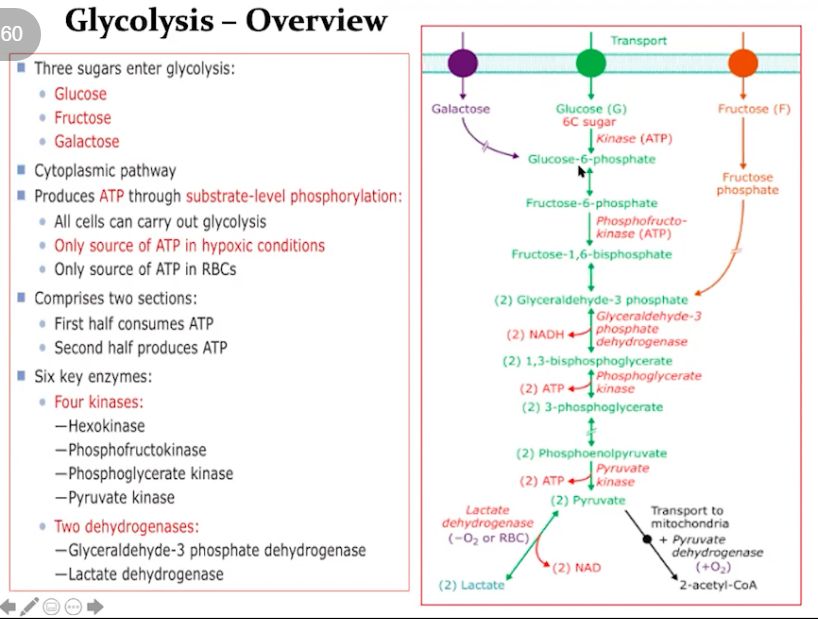 60
Glycolysis – Overview
Three sugars enter glycolysis:
Glucose
Fructose
Galactose
Cytoplasmic pathway
Produces ATP through substrate-level phosphorylation:
All cells can carry out glycolysis
Only source of ATP in hypoxic conditions
Only source of ATP in RBCs
Comprises two sections:
First half consumes ATP
Second half produces ATP
Six key enzymes:
Four kinases:
—Hexokinase
—Phosphofructokinase
—Phosphoglycerate kinase
—Pyruvate kinase
Two dehydrogenases:
—Glyceraldehyde-3 phosphate dehydrogenase
—Lactate dehydrogenase
Transport
Galactose
Glucose (G)
6C sugar
Fructose (F)
Kinase (ATP)
Glucose-6-phosphate
Fructose
phosphate
Fructose-6-phosphate
Phosphofructo-
kinase (ATP)
Fructose-1,6-bisphosphate
(2) Glyceraldehyde-3 phosphate
Glyceraldehyde-3
phosphate
dehydrogenase
(2) NADH
(2) 1,3-bisphosphoglycerate
Phosphoglycerate
kinase
(2) ATP
(2) 3-phosphoglycerate
(2) Phosphoenolpyruvate
Pyruvate
kinase
(2) ATP
(2) Pyruvate
Lactate
dehydrogenase
(−O2 or RBC)
(2) NAD
(2) Lactate
Transport to
mitochondria
+ Pyruvate
dehydrogenase
(+O2)
2-acetyl-CoA